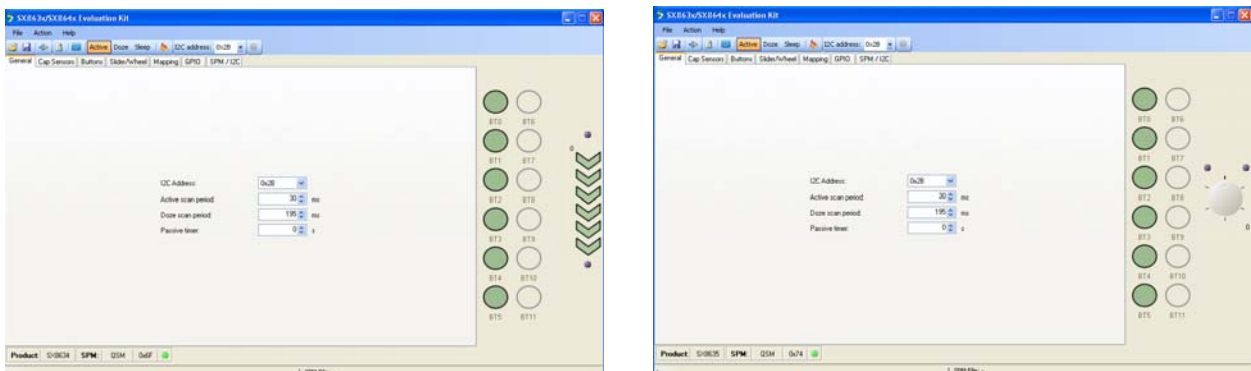 SX863x/SX864x Evaluation Kit
File Action Help
Active Doze Sleep I2C address: 0x2B
General Cap Sensors Buttons Slider/Wheel Mapping GPIO SPM / I2C
BT0 BT6
0
BT1 BT7
I2C Address: 0x2B
BT2 BT8
Active scan period: 30 ms
Doze scan period: 195 ms
Passive timer: 0 s
BT3 BT9
BT4 BT10
BT5 BT11
Product: SX8634 SPM: QSM 0x6F
SX863x/SX864x Evaluation Kit
File Action Help
Active Doze Sleep I2C address: 0x2B
General Cap Sensors Buttons Slider/Wheel Mapping GPIO SPM / I2C
BT0 BT6
BT1 BT7
I2C Address: 0x2B
Active scan period: 30 ms
BT2 BT8
Doze scan period: 195 ms
Passive timer: 0 s
0
BT3 BT9
BT4 BT10
BT5 BT11
Product: SX8635 SPM: QSM 0x74